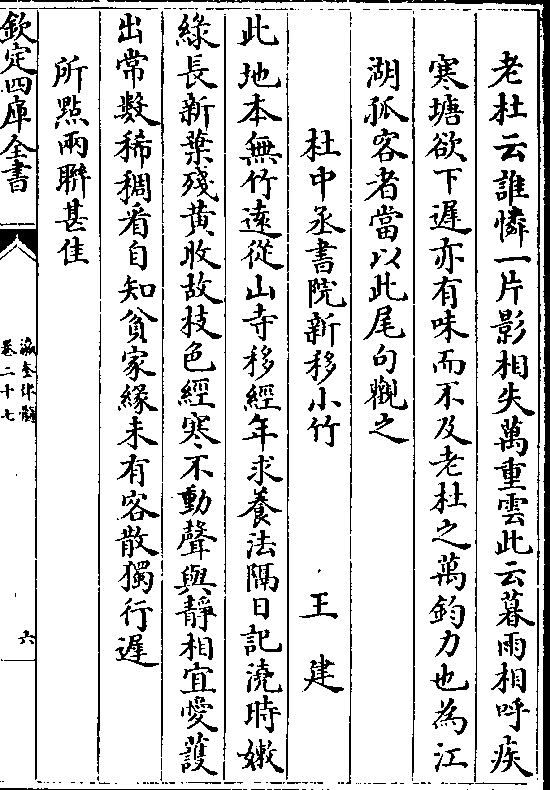 老杜云誰憐一片影相失萬重雲此云暮雨相呼疾
寒塘欲下遲亦有味而不及老杜之萬鈞力也為江
湖孤客者當以此尾句觀之
杜中丞書院新移小竹　王建
此地本無竹遠從山寺移經年求養法隔日記澆時嫩
綠長新葉殘黄收故枝色經寒不動聲與靜相宜愛護
出常數稀稠看自知貧家緣未有客散獨行遲
所點兩聯甚佳
欽定四庫全書
瀛奎律髓
卷二十七
六